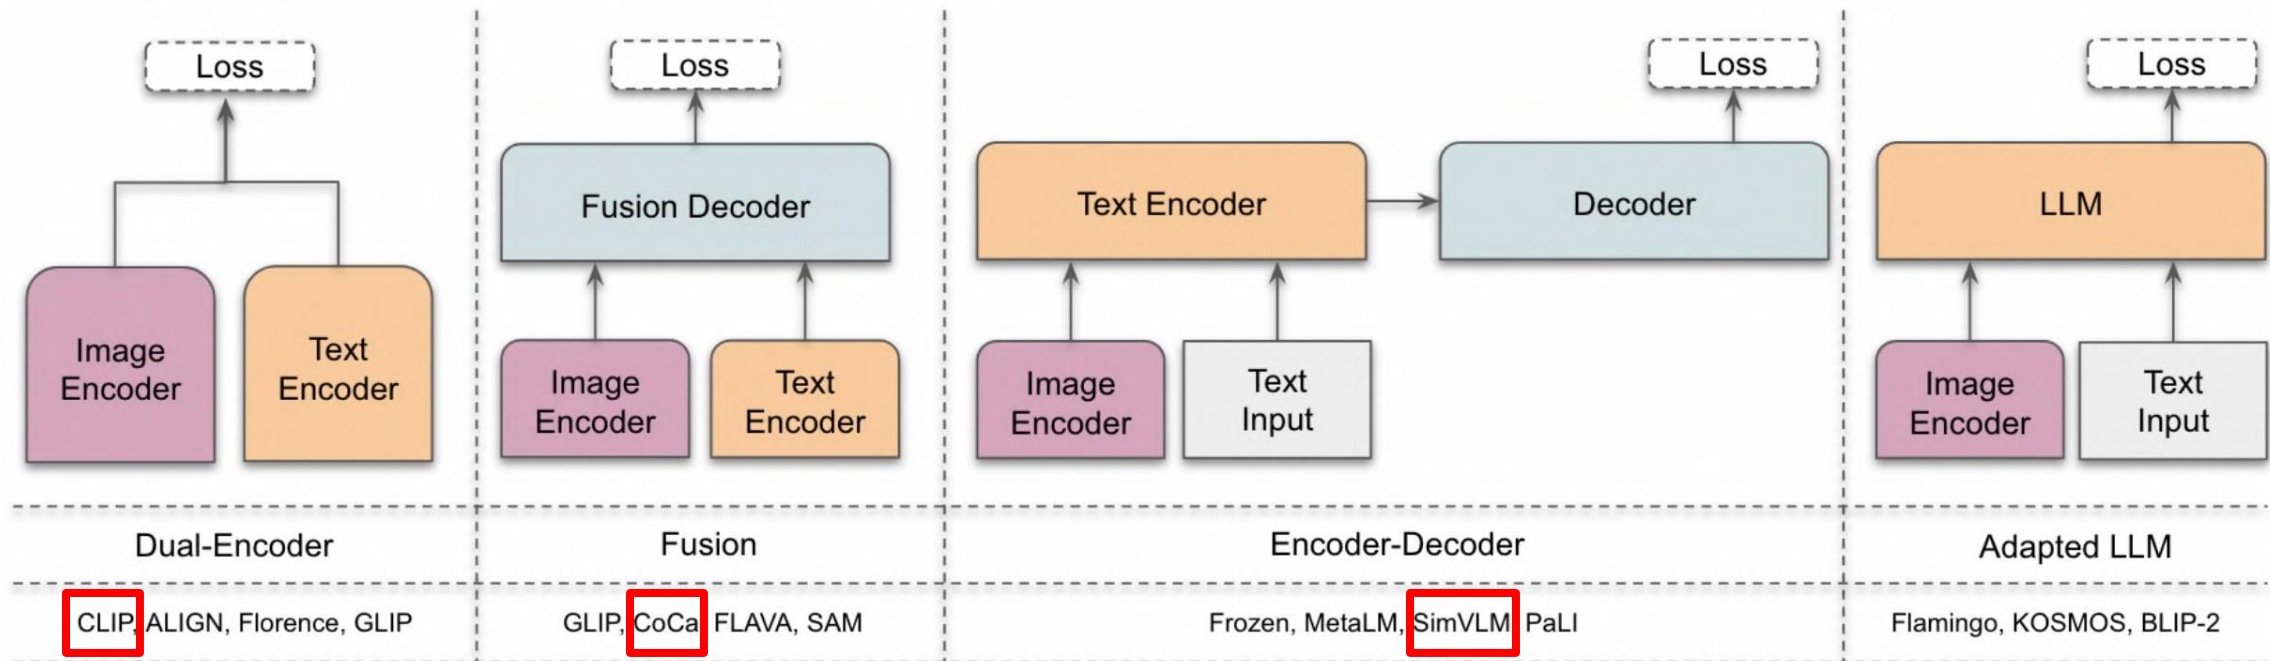 Loss
Image
Encoder
Text
Encoder
Dual-Encoder
CLIP, ALIGN, Florence, GLIP
Loss
Fusion Decoder
Image
Encoder
Text
Encoder
Fusion
GLIP, CoCa, FLAVA, SAM
Loss
Text Encoder
Decoder
Image
Encoder
Text
Input
Encoder-Decoder
Frozen, MetaLM, SimVLM, PaLI
Loss
LLM
Image
Encoder
Text
Input
Adapted LLM
Flamingo, KOSMOS, BLIP-2